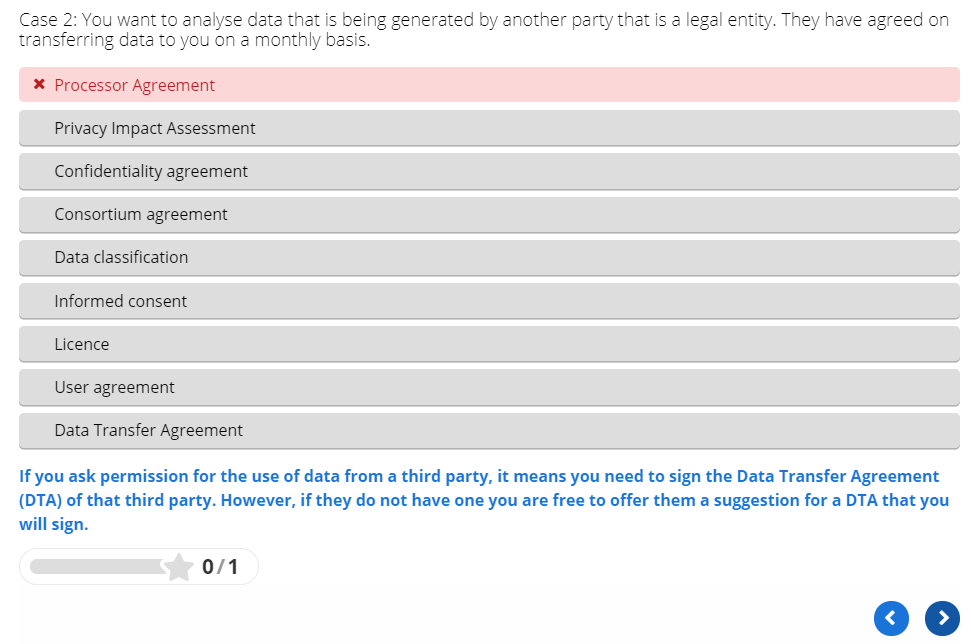 Case 2: You want to analyse data that is being generated by another party that is a legal entity. They have agreed on
transferring data to you on a monthly basis.
Processor Agreement
Privacy Impact Assessment
Confidentiality agreement
Consortium agreement
Data classification
Informed consent
Licence
User agreement
Data Transfer Agreement
If you ask permission for the use of data from a third party, it means you need to sign the Data Transfer Agreement
(DTA) of that third party. However, if they do not have one you are free to offer them a suggestion for a DTA that you
will sign.
0/1